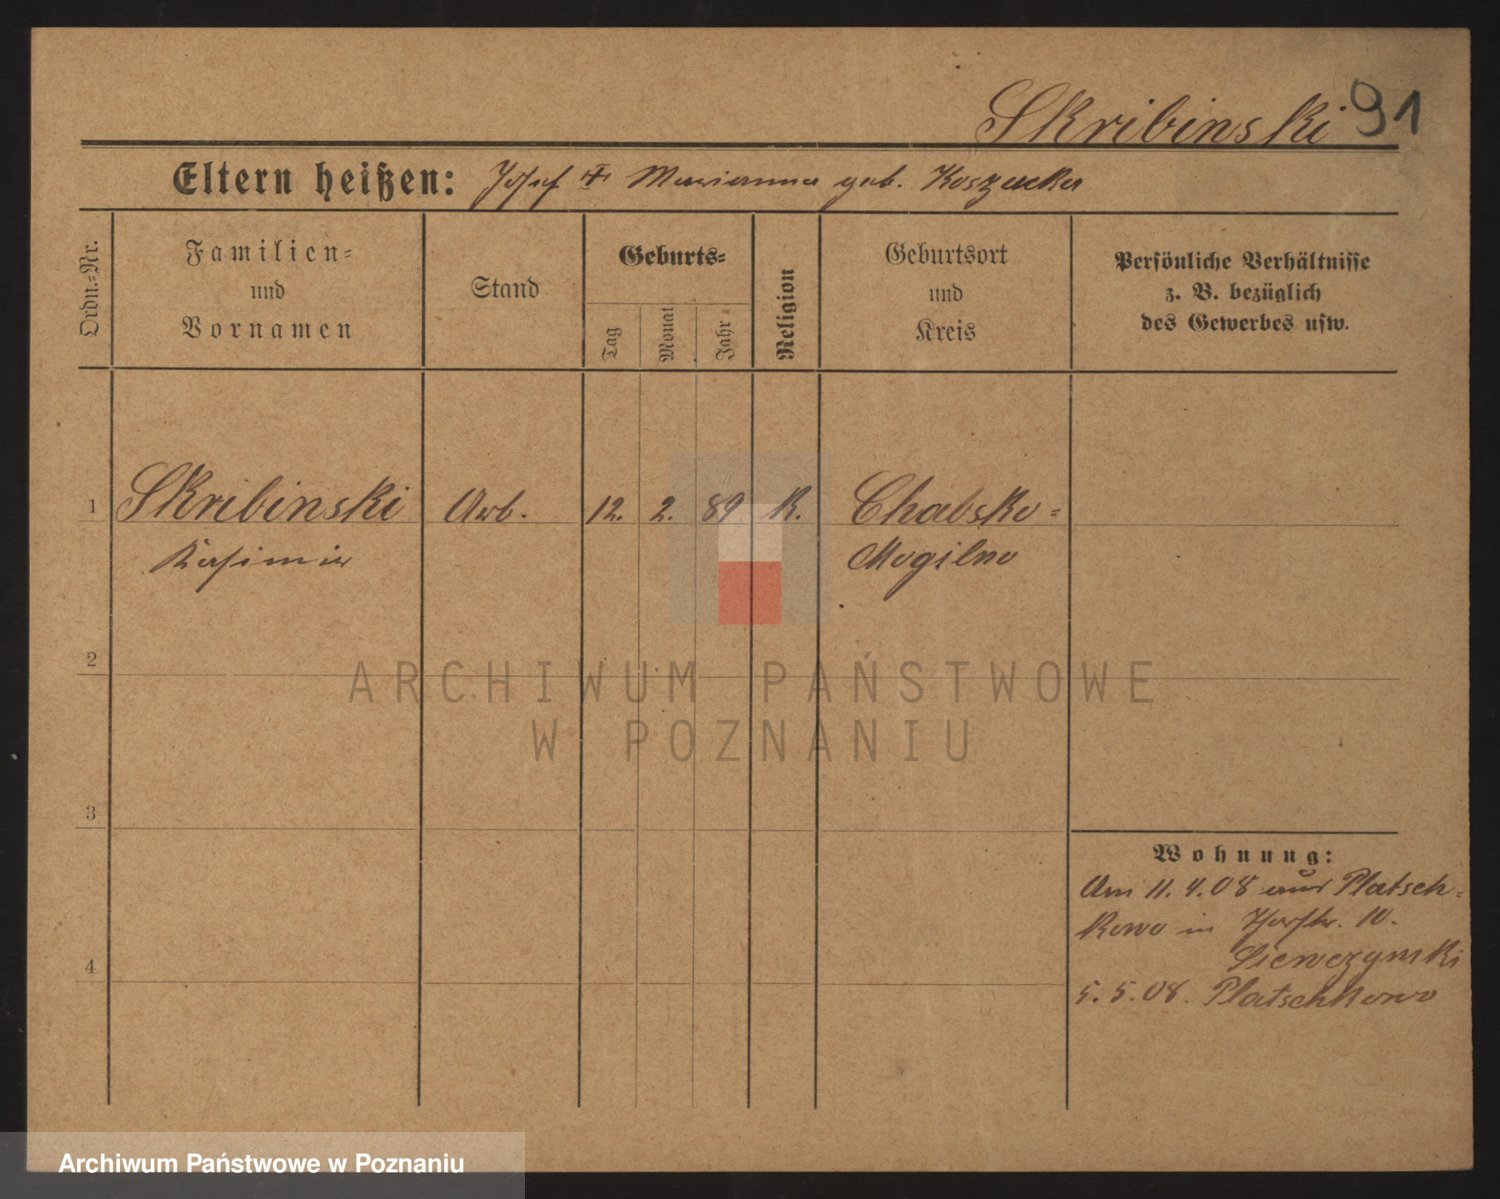 Skribinski 91
Eltern heißen: Josef + Marianna geb. Koszucka
Ordn.-Nr.
Familien-
und
Vornamen
Stand
Geburts-
Tag
Monat
Jahr
Religion
Geburtsort
und
Kreis
Persönliche Verhältnisse
z. B. bezüglich
des Gewerbes usw.
1 Skribinski Arb. 12. 2. 89 K. Chabsko-
Kasimir Mogilno
2
ARCHIWUM PAŃSTWOWE
W POZNANIU
3
Wohnung:
Am 11.4.08 aus Platsch-
kowo in 10.
4
5.5.08. Platschkowo
Archiwum Państwowe w Poznaniu